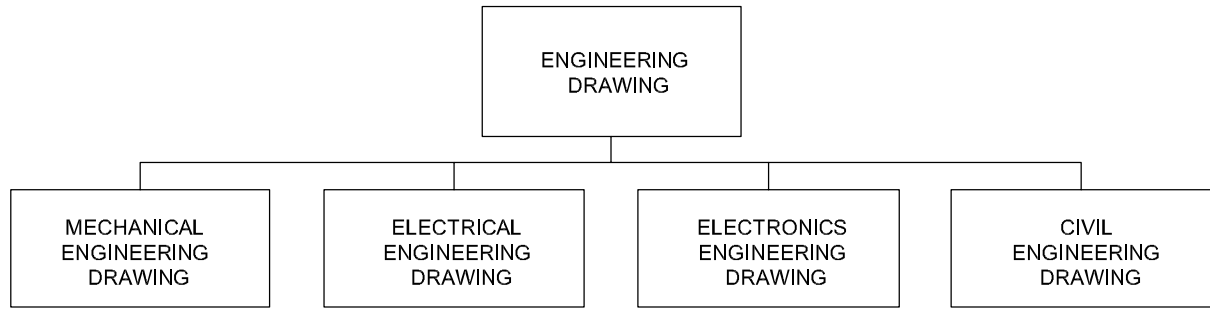 ENGINEERING
DRAWING
MECHANICAL
ENGINEERING
DRAWING
ELECTRICAL
ENGINEERING
DRAWING
ELECTRONICS
ENGINEERING
DRAWING
CIVIL
ENGINEERING
DRAWING